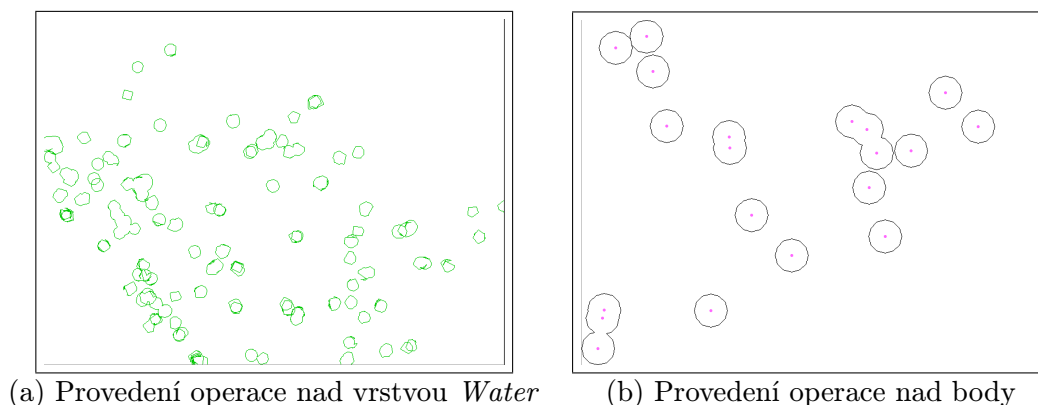 (a) Provedení operace nad vrstvou Water
(b) Provedení operace nad body